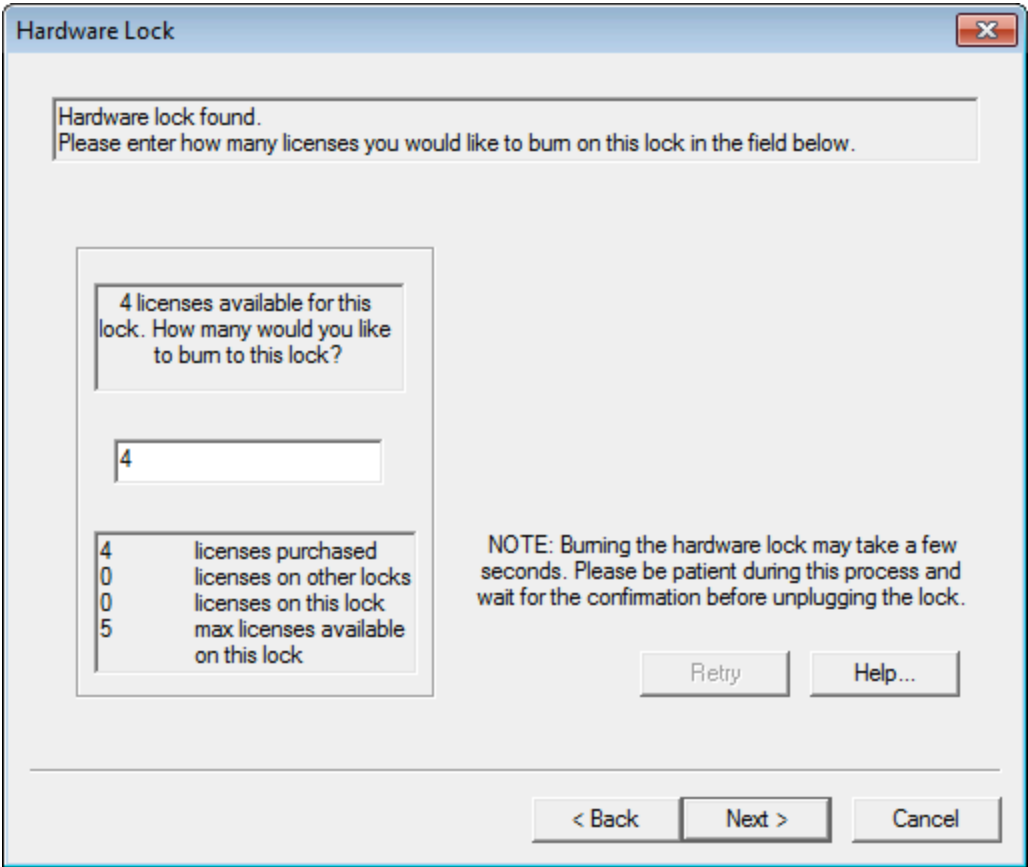 Hardware Lock
Hardware lock found.
Please enter how many licenses you would like to burn on this lock in the field below.
4 licenses available for this
lock. How many would you like
to burn to this lock?
4
4 licenses purchased
0 licenses on other locks
0 licenses on this lock
5 max licenses available
on this lock
NOTE: Burning the hardware lock may take a few
seconds. Please be patient during this process and
wait for the confirmation before unplugging the lock.
Retry
Help...
< Back
Next >
Cancel